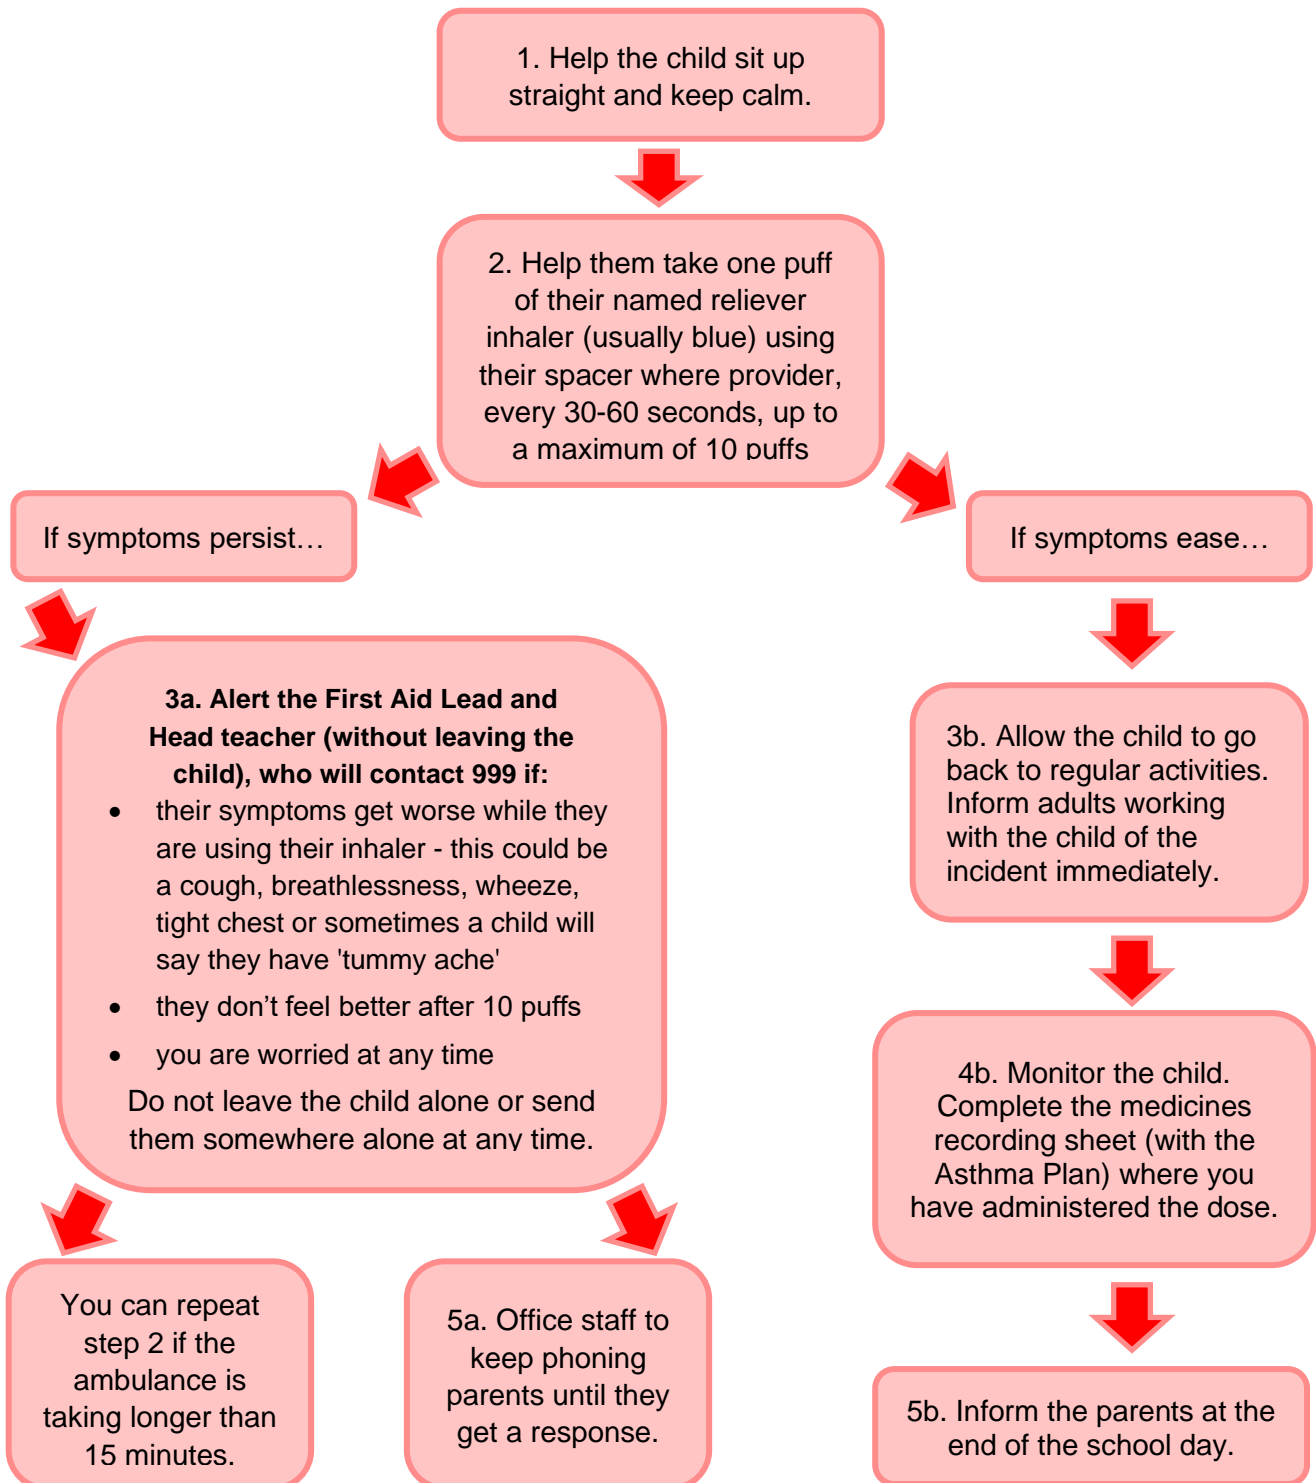 1. Help the child sit up
straight and keep calm.
2. Help them take one puff
of their named reliever
inhaler (usually blue) using
their spacer where provider,
every 30-60 seconds, up to
a maximum of 10 puffs
If symptoms persist…
If symptoms ease…
3a. Alert the First Aid Lead and
Head teacher (without leaving the
child), who will contact 999 if:
• their symptoms get worse while they
are using their inhaler - this could be
a cough, breathlessness, wheeze,
tight chest or sometimes a child will
say they have 'tummy ache'
• they don’t feel better after 10 puffs
• you are worried at any time
Do not leave the child alone or send
them somewhere alone at any time.
3b. Allow the child to go
back to regular activities.
Inform adults working
with the child of the
incident immediately.
4b. Monitor the child.
Complete the medicines
recording sheet (with the
Asthma Plan) where you
have administered the dose.
You can repeat
step 2 if the
ambulance is
taking longer than
15 minutes.
5a. Office staff to
keep phoning
parents until they
get a response.
5b. Inform the parents at the
end of the school day.